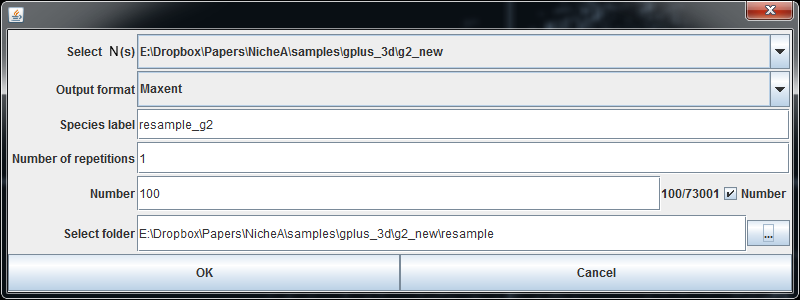 Select N(s) E:\Dropbox\Papers\NicheA\samples\gplus_3d\g2_new
Output format Maxent
Species label resample_g2
Number of repetitions 1
Number 100 100/73001 Number
Select folder E:\Dropbox\Papers\NicheA\samples\gplus_3d\g2_new\resample ...
OK Cancel